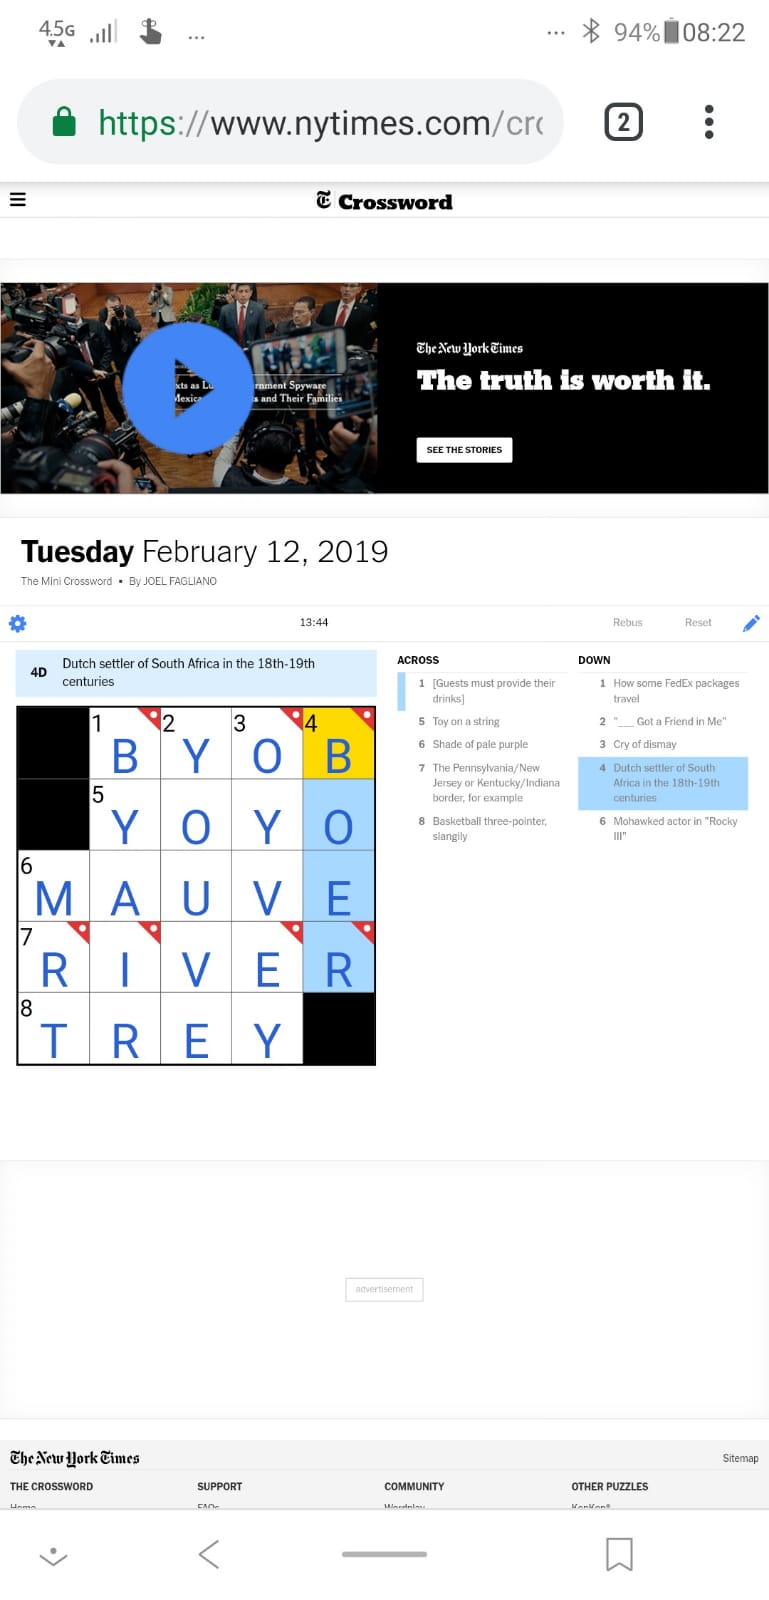 4.5G
94% 08:22
https://www.nytimes.com/crc
2
Crossword
The New York Times
The truth is worth it.
SEE THE STORIES
xts as Lu
rnment Spyware
Mexica
s and Their Families
Tuesday February 12, 2019
The Mini Crossword • By JOEL FAGLIANO
13:44
Rebus
Reset
4D Dutch settler of South Africa in the 18th-19th
centuries
1 B 2 Y 3 O 4 B
5 Y O Y O
6 M A U V E
7 R I V E R
8 T R E Y
ACROSS
1 [Guests must provide their
drinks]
5 Toy on a string
6 Shade of pale purple
7 The Pennsylvania/New
Jersey or Kentucky/Indiana
border, for example
8 Basketball three-pointer,
slangily
DOWN
1 How some FedEx packages
travel
2 "___ Got a Friend in Me"
3 Cry of dismay
4 Dutch settler of South
Africa in the 18th-19th
centuries
6 Mohawked actor in "Rocky
III"
advertisement
The New York Times
Sitemap
THE CROSSWORD
SUPPORT
COMMUNITY
OTHER PUZZLES
Home
FAQs
Wordplay
KenKen®